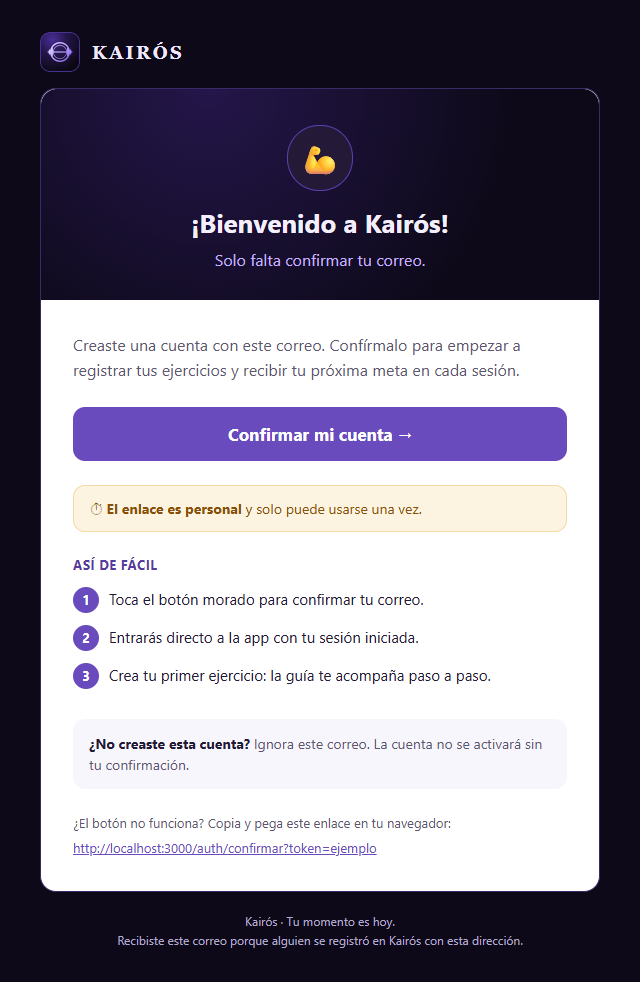 KAIRÓS
¡Bienvenido a Kairós!
Solo falta confirmar tu correo.
Creaste una cuenta con este correo. Confírmalo para empezar a
registrar tus ejercicios y recibir tu próxima meta en cada sesión.
Confirmar mi cuenta →
⏱ El enlace es personal y solo puede usarse una vez.
ASÍ DE FÁCIL
1 Toca el botón morado para confirmar tu correo.
2 Entrarás directo a la app con tu sesión iniciada.
3 Crea tu primer ejercicio: la guía te acompaña paso a paso.
¿No creaste esta cuenta? Ignora este correo. La cuenta no se activará sin
tu confirmación.
¿El botón no funciona? Copia y pega este enlace en tu navegador:
http://localhost:3000/auth/confirmar?token=ejemplo
Kairós · Tu momento es hoy.
Recibiste este correo porque alguien se registró en Kairós con esta dirección.